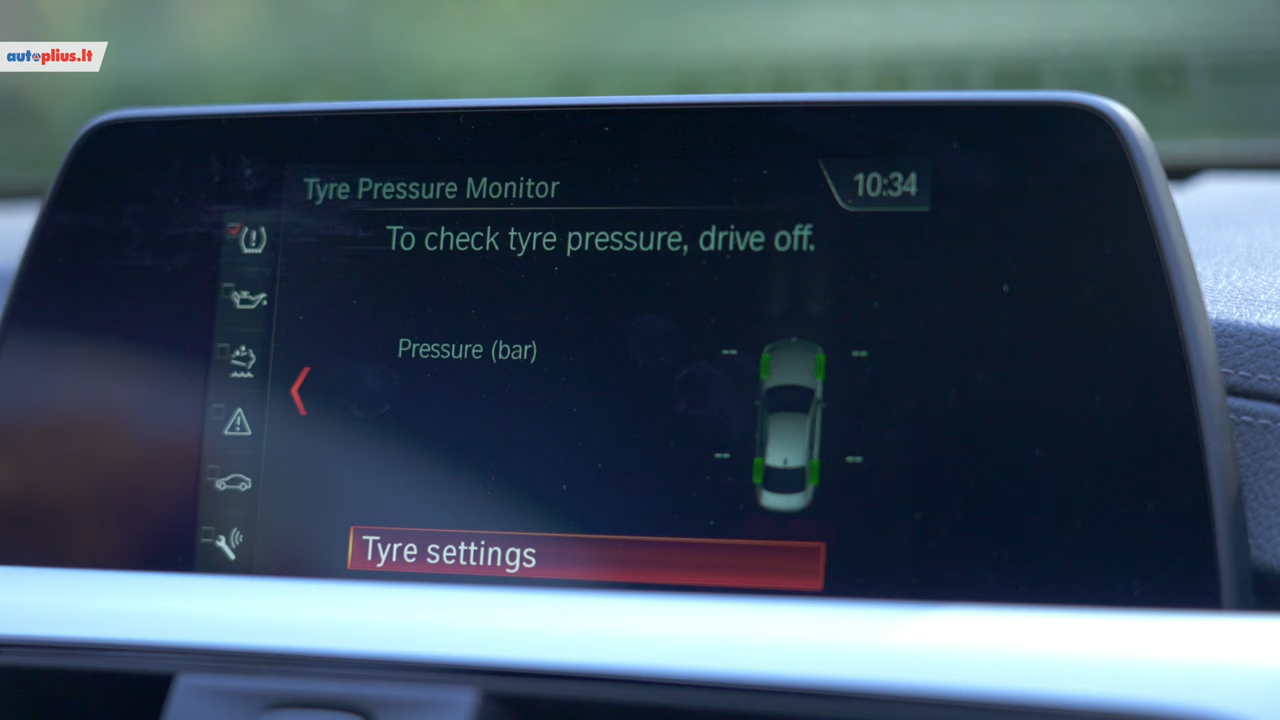 autoplius.lt
Tyre Pressure Monitor
10:34
To check tyre pressure, drive off.
Pressure (bar)
-- --
-- --
Tyre settings